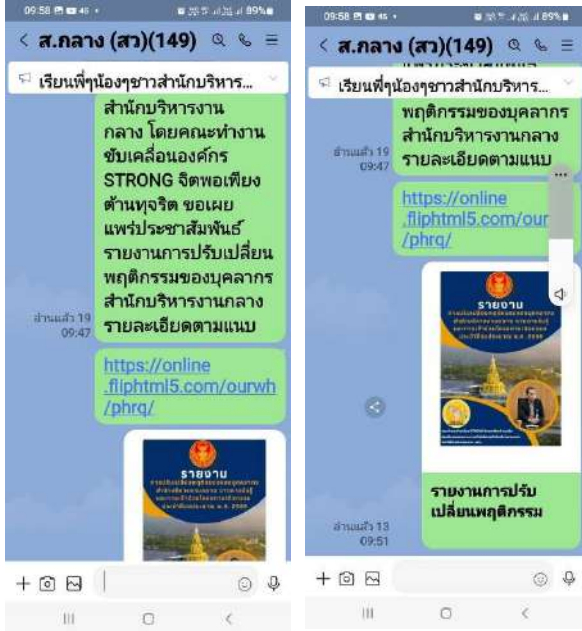 09:58
89%
ส.กลาง (สว)(149)
เรียนพี่ๆน้องๆชาวสำนักบริหาร...
สำนักบริหารงาน
กลาง โดยคณะทำงาน
ขับเคลื่อนองค์กร
STRONG จิตพอเพียง
ต้านทุจริต ขอเผย
แพร่ประชาสัมพันธ์
รายงานการปรับเปลี่ยน
พฤติกรรมของบุคลากร
สำนักบริหารงานกลาง
รายละเอียดตามแนบ
อ่านแล้ว 19
09:47
https://online
.fliphtml5.com/ourwh
/phrq/
รายงาน
09:58
89%
ส.กลาง (สว)(149)
เรียนพี่ๆน้องๆชาวสำนักบริหาร...
พฤติกรรมของบุคลากร
สำนักบริหารงานกลาง
รายละเอียดตามแนบ
อ่านแล้ว 19
09:47
https://online
.fliphtml5.com/our
/phrq/
รายงาน
รายงานการปรับ
เปลี่ยนพฤติกรรม
อ่านแล้ว 13
09:51